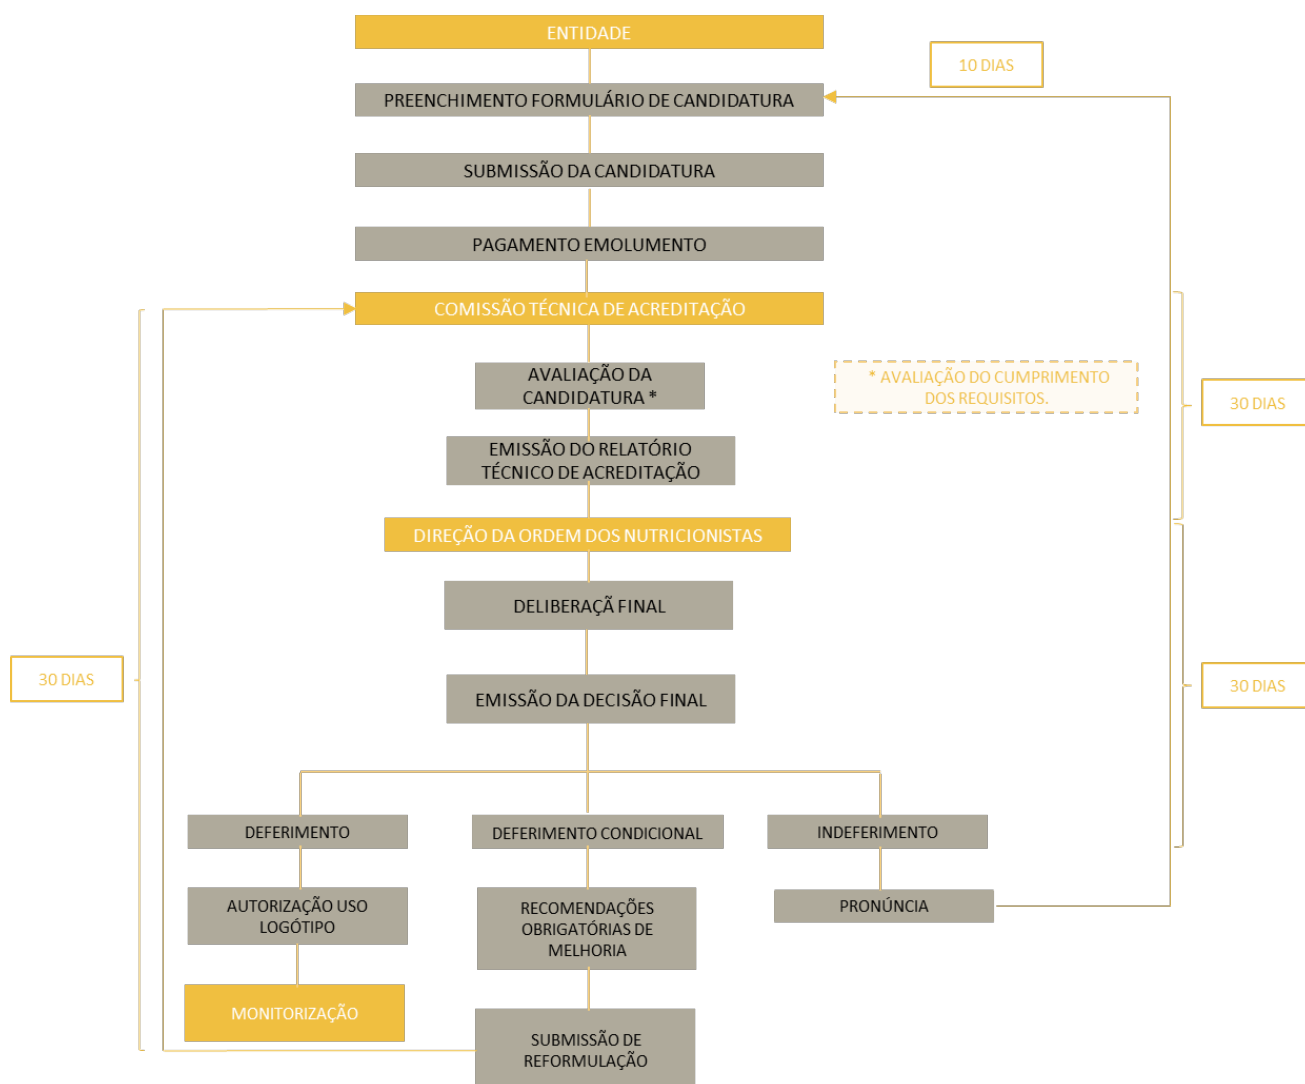 ENTIDADE
10 DIAS
PREENCHIMENTO FORMULÁRIO DE CANDIDATURA
SUBMISSÃO DA CANDIDATURA
PAGAMENTO EMOLUMENTO
COMISSÃO TÉCNICA DE ACREDITAÇÃO
AVALIAÇÃO DA
CANDIDATURA *
* AVALIAÇÃO DO CUMPRIMENTO
DOS REQUISITOS.
30 DIAS
EMISSÃO DO RELATÓRIO
TÉCNICO DE ACREDITAÇÃO
DIREÇÃO DA ORDEM DOS NUTRICIONISTAS
DELIBERAÇÃ FINAL
30 DIAS
EMISSÃO DA DECISÃO FINAL
30 DIAS
DEFERIMENTO
DEFERIMENTO CONDICIONAL
INDEFERIMENTO
AUTORIZAÇÃO USO
LOGÓTIPO
RECOMENDAÇÕES
OBRIGATÓRIAS DE
MELHORIA
PRONÚNCIA
MONITORIZAÇÃO
SUBMISSÃO DE
REFORMULAÇÃO